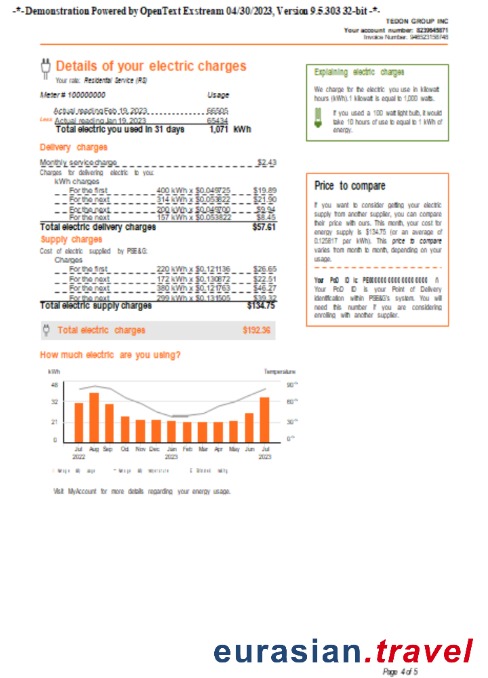 -*-Demonstration Powered by OpenText Exstream 04/30/2023, Version 9.5.303 32-bit -*-
TEDON GROUP INC
Your account number: 8239845871
Invoice Number: 946523156746
Details of your electric charges
Your rate: Residential Service (RS)
Meter # 100000000 Usage
Actual reading Feb 19, 2023 66505
Less Actual reading Jan 19, 2023 65434
Total electric you used in 31 days 1,071 kWh
Delivery charges
Monthly service charge $2.43
Charges for delivering electric to you:
kWh charges
For the first 400 kWh x $0.049725 $19.89
For the next 314 kWh x $0.053822 $21.90
For the next 200 kWh x $0.049700 $9.94
For the next 157 kWh x $0.053822 $8.45
Total electric delivery charges $57.61
Supply charges
Cost of electric supplied by PSE&G:
Charges
For the first 220 kWh x $0.121136 $26.65
For the next 172 kWh x $0.130872 $22.51
For the next 380 kWh x $0.121763 $46.27
For the next 299 kWh x $0.131505 $39.32
Total electric supply charges $134.75
Total electric charges $192.36
How much electric are you using?
kWh Temperature
48 90
32 60
21 30
0 0
Jul Aug Sep Oct Nov Dec Jan Feb Mar Apr May Jun Jul
2022 2023 2023
Visit MyAccount for more details regarding your energy usage.
Explaining electric charges
We charge for the electric you use in kilowatt
hours (kWh). 1 kilowatt is equal to 1,000 watts.
If you used a 100 watt light bulb, it would
take 10 hours of use to equal to 1 kWh of
energy.
Price to compare
If you want to consider getting your electric
supply from another supplier, you can compare
their price with ours. This month, your cost for
energy supply is $134.75 (or an average of
0.125817 per kWh). This price to compare
varies from month to month, depending on your
usage.
Your PoD ID is:
Your PoD ID is your Point of Delivery
identification within PSE&G's system. You will
need this number if you are considering
enrolling with another supplier.
eurasian.travel
Page 4 of 5